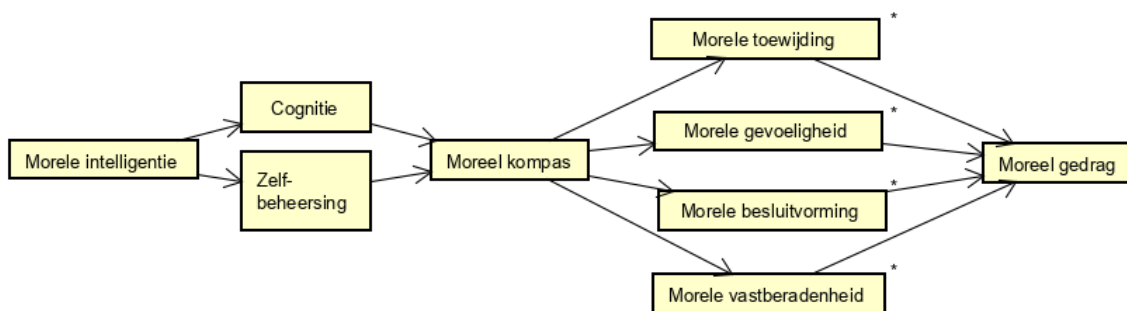 Morele intelligentie
Cognitie
Zelf-
beheersing
Moreel kompas
Morele toewijding
*
Morele gevoeligheid
*
Morele besluitvorming
*
Morele vastberadenheid
*
Moreel gedrag